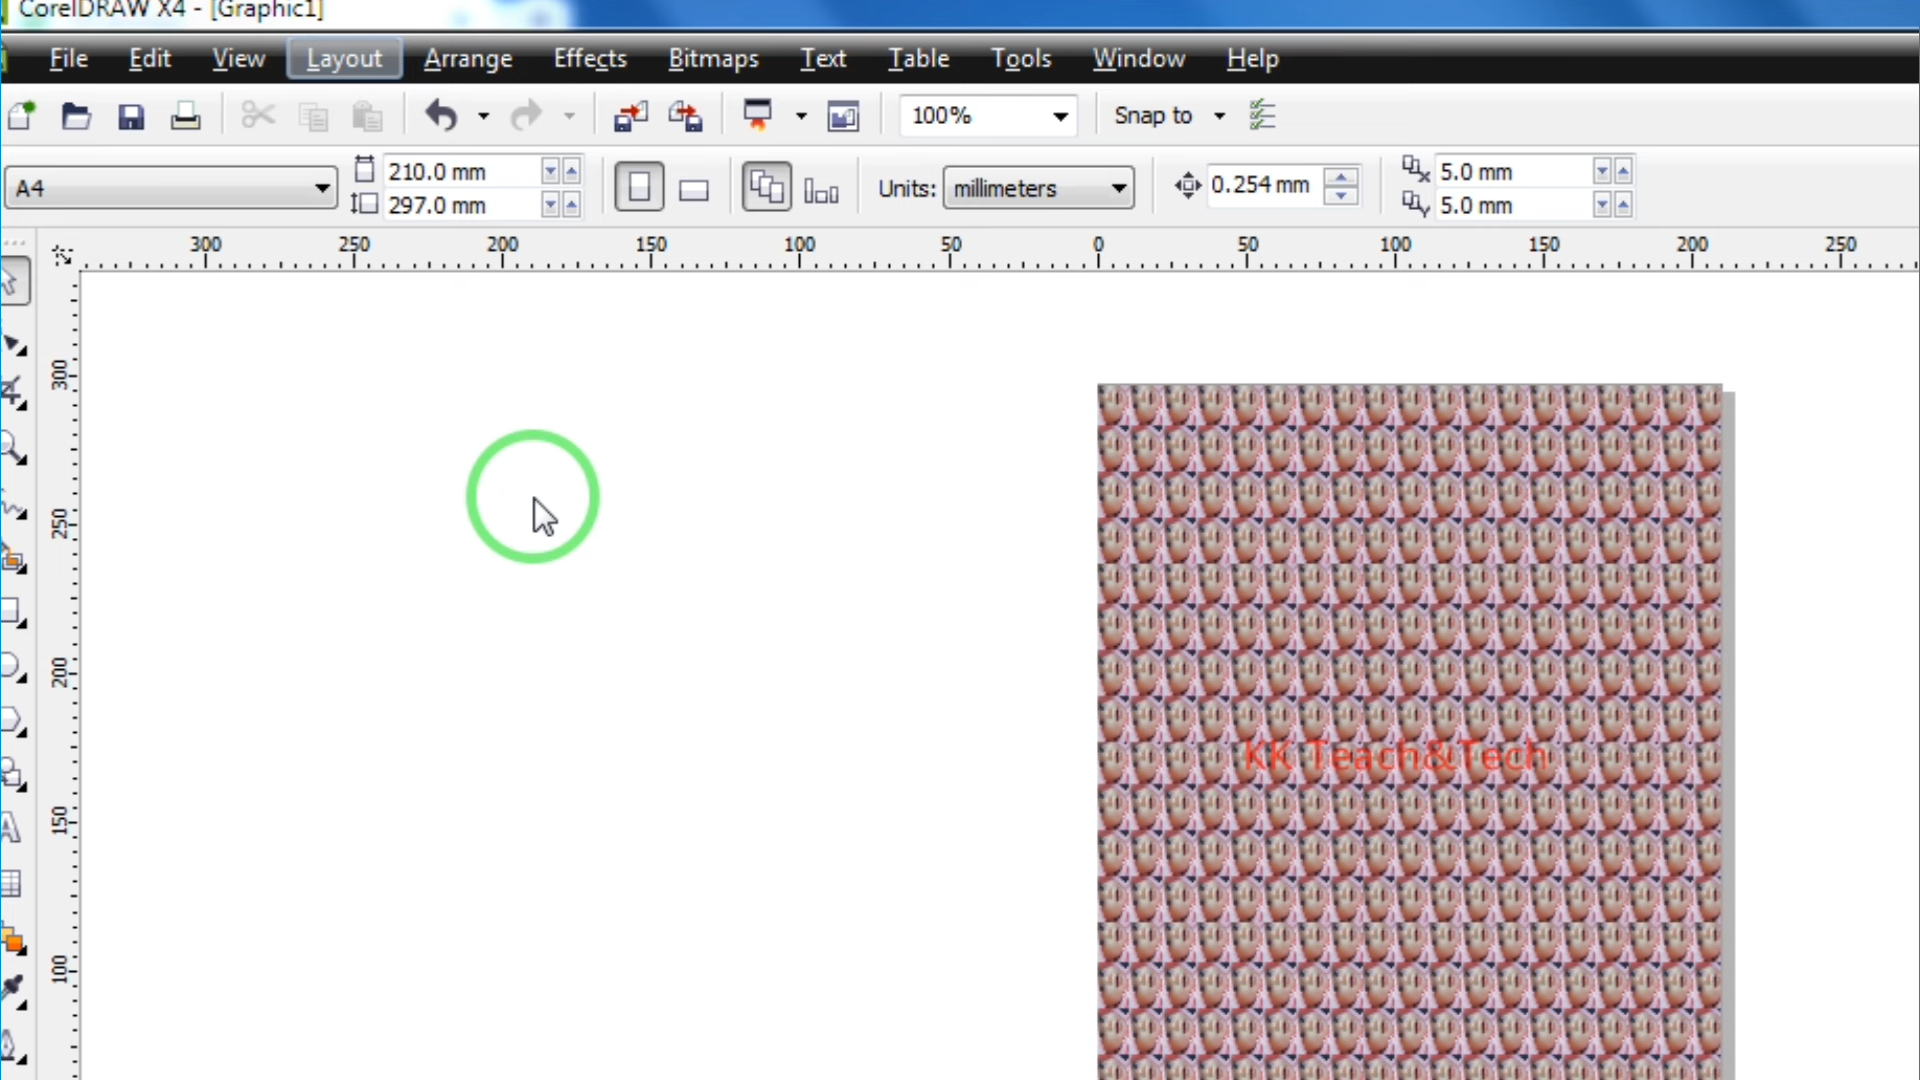 CorelDRAW X4 - [Graphic1]
File Edit View Layout Arrange Effects Bitmaps Text Table Tools Window Help
100% Snap to
A4 210.0 mm 297.0 mm Units: millimeters 0.254 mm 5.0 mm 5.0 mm
300 250 200 150 100 50 0 50 100 150 200 250
300
250
200
150
100
KK Teach&Tech